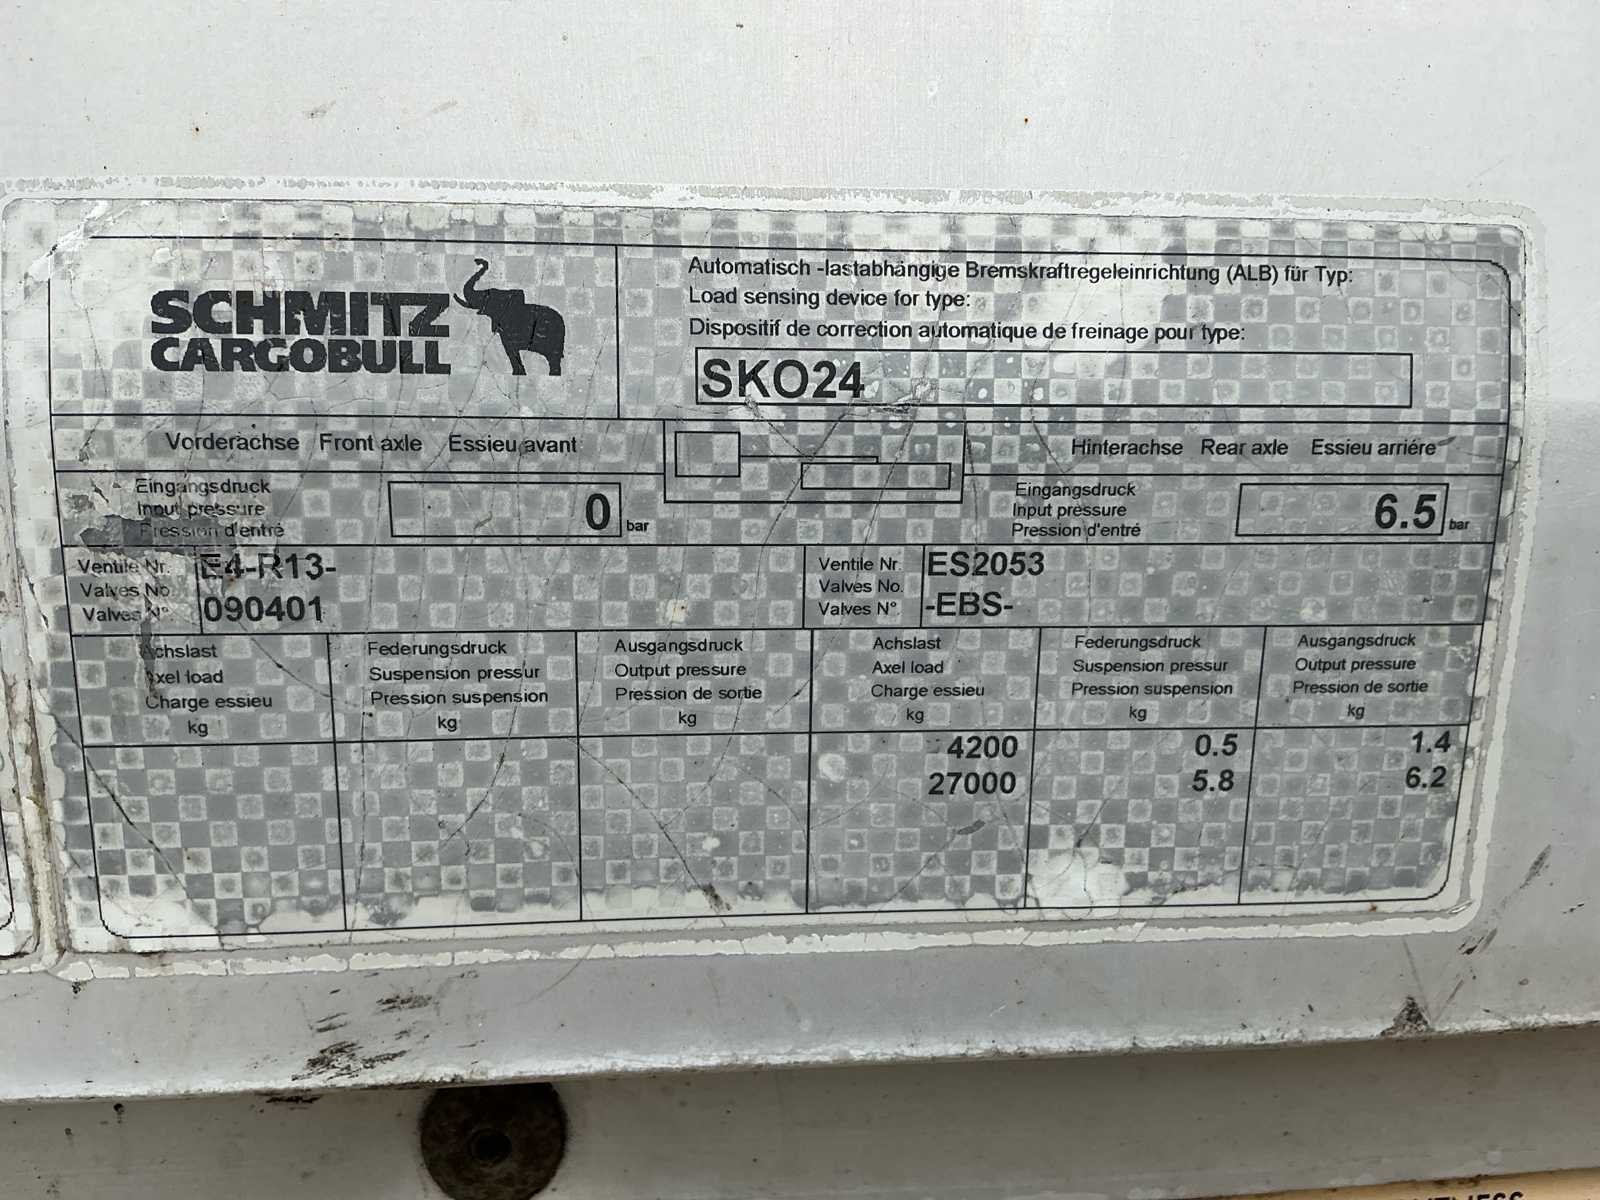 SCHMITZ
CARGOBULL
Automatisch -lastabhängige Bremskraftregeleinrichtung (ALB) für Typ:
Load sensing device for type:
Dispositif de correction automatique de freinage pour type:
SKO24
Vorderachse Front axle Essieu avant
Hinterachse Rear axle Essieu arriére
Eingangsdruck
Input pressure
Pression d'entré
0 bar
Eingangsdruck
Input pressure
Pression d'entré
6.5 bar
Ventile Nr.
Valves No.
Valves N°.
E4-R13-
090401
Ventile Nr.
Valves No.
Valves N°.
ES2053
-EBS-
Achslast
Axel load
Charge essieu
kg
Federungsdruck
Suspension pressur
Pression suspension
kg
Ausgangsdruck
Output pressure
Pression de sortie
kg
Achslast
Axel load
Charge essieu
kg
Federungsdruck
Suspension pressur
Pression suspension
kg
Ausgangsdruck
Output pressure
Pression de sortie
kg
4200 0.5 1.4
27000 5.8 6.2